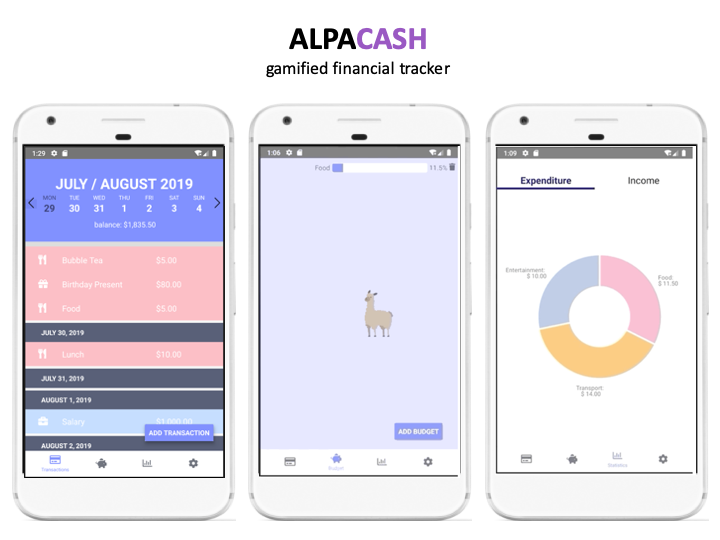 ALPACASH
gamified financial tracker
1:29
JULY / AUGUST 2019
MON TUE WED THU FRI SAT SUN
29 30 31 1 2 3 4
balance: $1,835.50
Bubble Tea $5.00
Birthday Present $80.00
Food $5.00
JULY 30, 2019
Lunch $10.00
JULY 31, 2019
AUGUST 1, 2019
Salary $1 000.00
ADD TRANSACTION
AUGUST 2, 2019
Transactions
1:06
Food 11.5%
ADD BUDGET
Budget
1:09
Expenditure Income
Entertainment:
$ 10.00
Food:
$ 11.50
Transport:
$ 14.00
Statistics